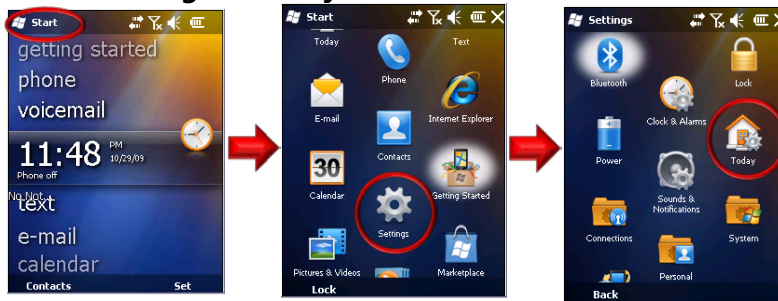 Start
getting started
phone
voicemail
11:48 PM
10/29/09
Phone off
text
e-mail
calendar
Contacts Set
Start
Today Text
Phone
E-mail Internet Explorer
Contacts
30
Calendar Getting Started
Settings
Pictures & Videos Marketplace
Lock
Settings
Bluetooth Lock
Clock & Alarms
Power Today
Sounds &
Notifications
Connections System
Personal
Back